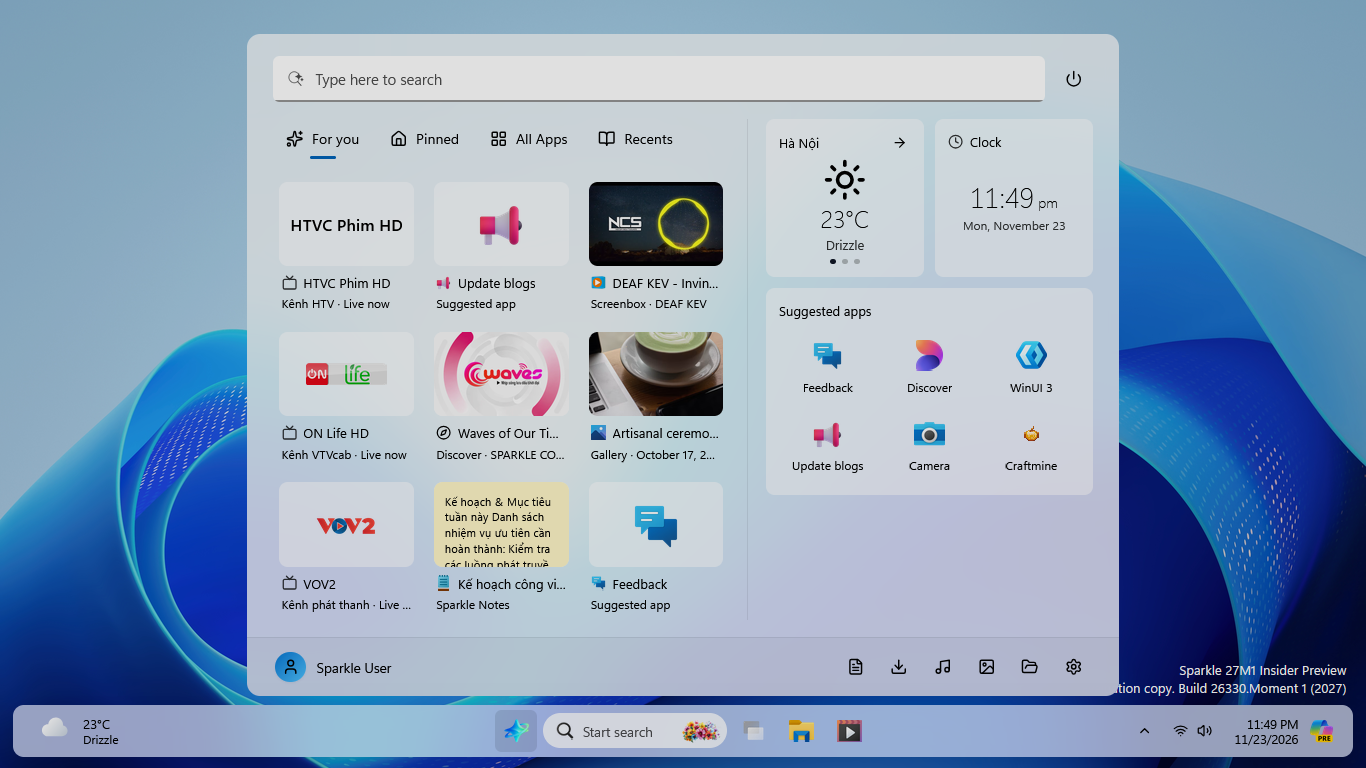 Type here to search
For you
Pinned
All Apps
Recents
HTVC Phim HD
HTVC Phim HD
Kênh HTV · Live now
Update blogs
Suggested app
NCS
DEAF KEV - Invin...
Screenbox · DEAF KEV
ON life
ON Life HD
Kênh VTVcab · Live now
waves
Waves of Our Ti...
Discover · SPARKLE CO...
Artisanal ceremo...
Gallery · October 17, 2...
VOV2
VOV2
Kênh phát thanh · Live ...
Kế hoạch & Mục tiêu
tuần này Danh sách
nhiệm vụ ưu tiên cần
hoàn thành: Kiểm tra
các luồng phát truyề
Kế hoạch công vi...
Sparkle Notes
Feedback
Suggested app
Hà Nội
23°C
Drizzle
Clock
11:49 pm
Mon, November 23
Suggested apps
Feedback
Discover
WinUI 3
Update blogs
Camera
Craftmine
Sparkle User
Sparkle 27M1 Insider Preview
tion copy. Build 26330.Moment 1 (2027)
23°C
Drizzle
Start search
11:49 PM
11/23/2026
PRE